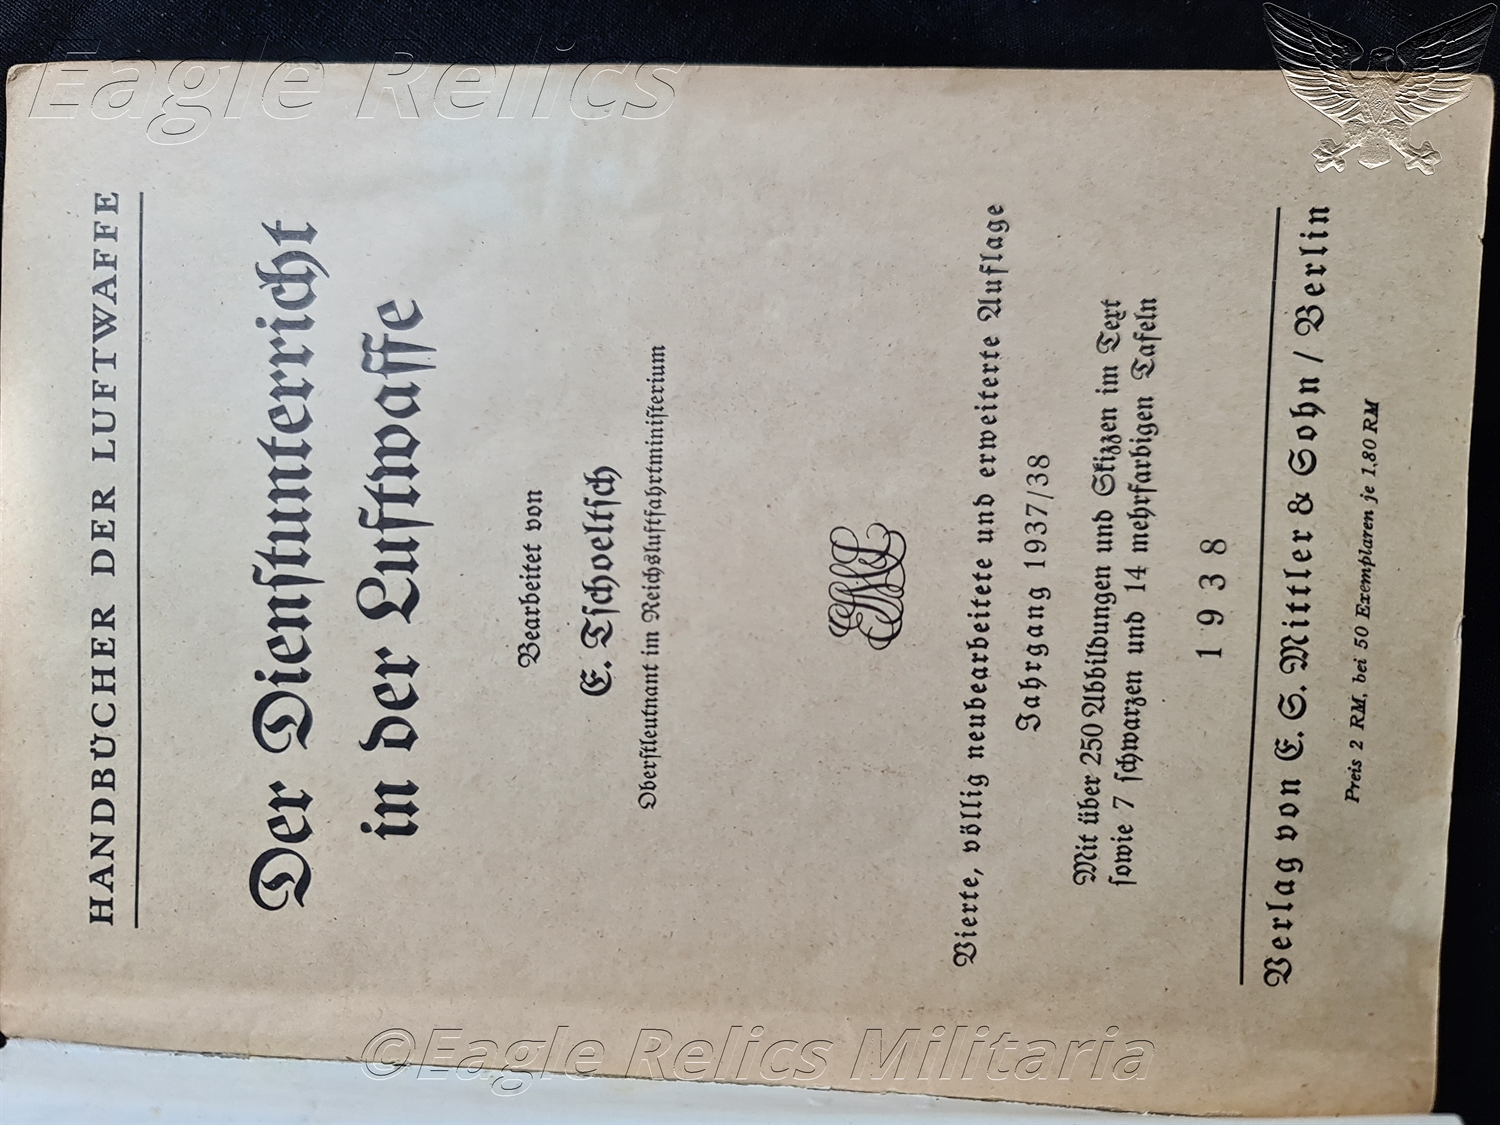 HANDBÜCHER DER LUFTWAFFE
Der Dienſtunterricht
in der Luftwaffe
Bearbeitet von
E. Tſchoeltſch
Oberſtleutnant im Reichsluftfahrtminiſterium
Vierte, völlig neubearbeitete und erweiterte Auflage
Jahrgang 1937/38
Mit über 250 Abbildungen und Skizzen im Text
ſowie 7 ſchwarzen und 14 mehrfarbigen Tafeln
1938
Verlag von E. S. Mittler & Sohn / Berlin
Preis 2 RM, bei 50 Exemplaren je 1,80 RM
Eagle Relics
©Eagle Relics Militaria